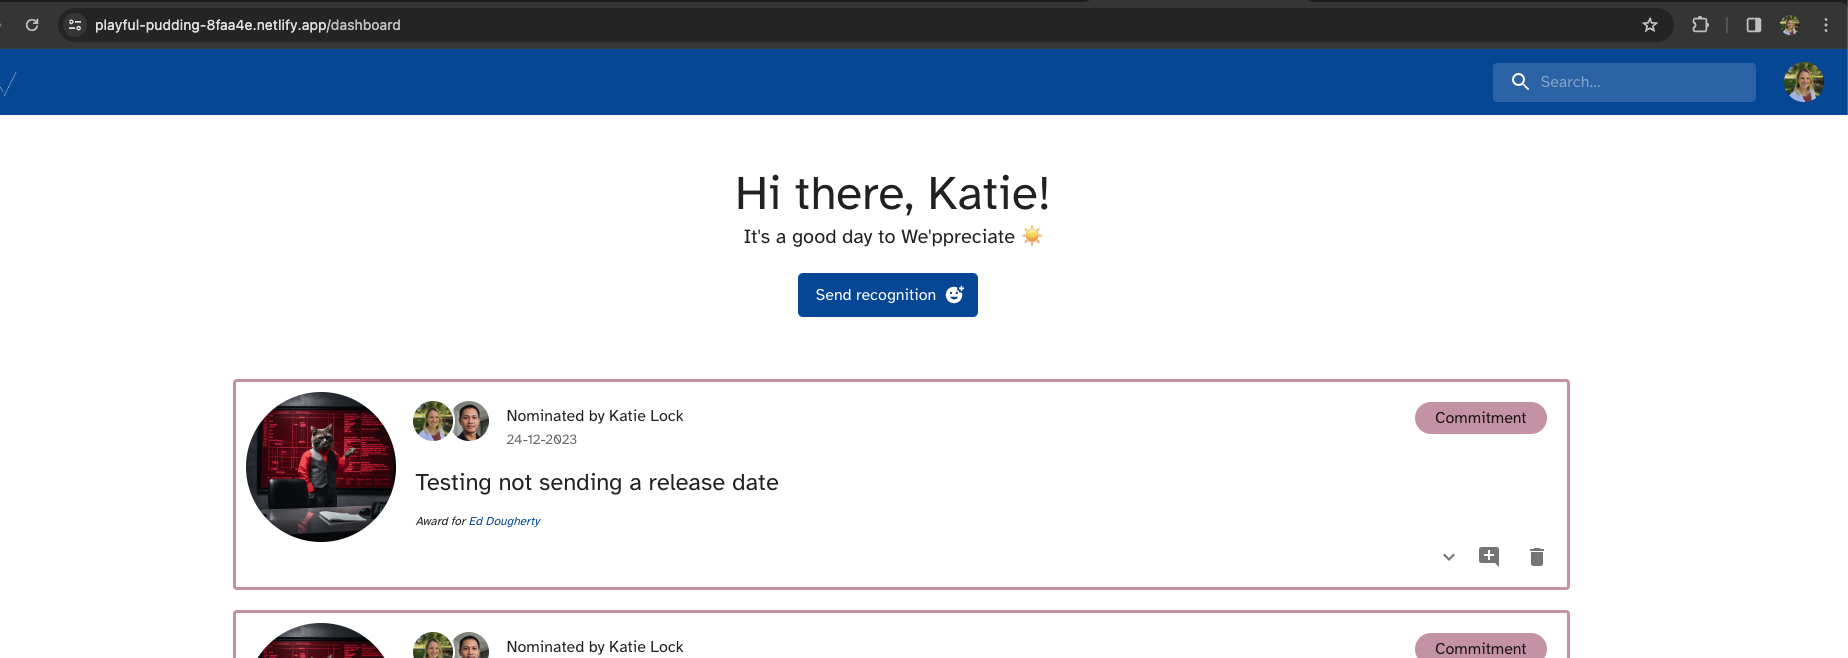 playful-pudding-8faa4e.netlify.app/dashboard
Search...
Hi there, Katie!
It's a good day to We'ppreciate ☀️
Send recognition
Nominated by Katie Lock
24-12-2023
Commitment
Testing not sending a release date
Award for Ed Dougherty
Nominated by Katie Lock
Commitment